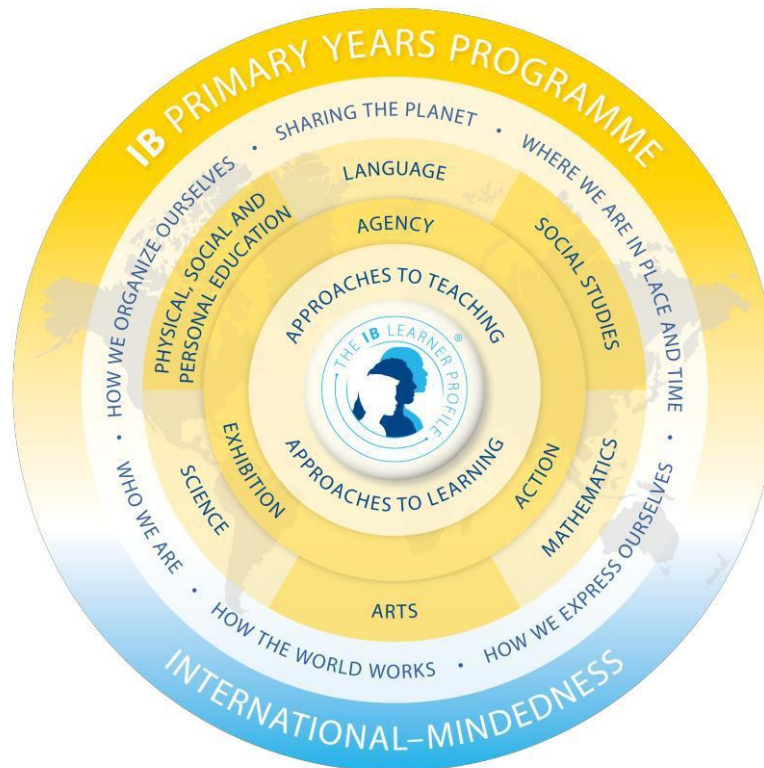 IB PRIMARY YEARS PROGRAMME
SHARING THE PLANET • WHERE WE ARE IN PLACE AND TIME • HOW WE EXPRESS OURSELVES • HOW THE WORLD WORKS • WHO WE ARE • HOW WE ORGANIZE OURSELVES •
LANGUAGE
SOCIAL STUDIES
MATHEMATICS
ARTS
SCIENCE
PHYSICAL, SOCIAL AND
PERSONAL EDUCATION
AGENCY
ACTION
EXHIBITION
APPROACHES TO TEACHING
THE IB LEARNER PROFILE ®
APPROACHES TO LEARNING
INTERNATIONAL–MINDEDNESS